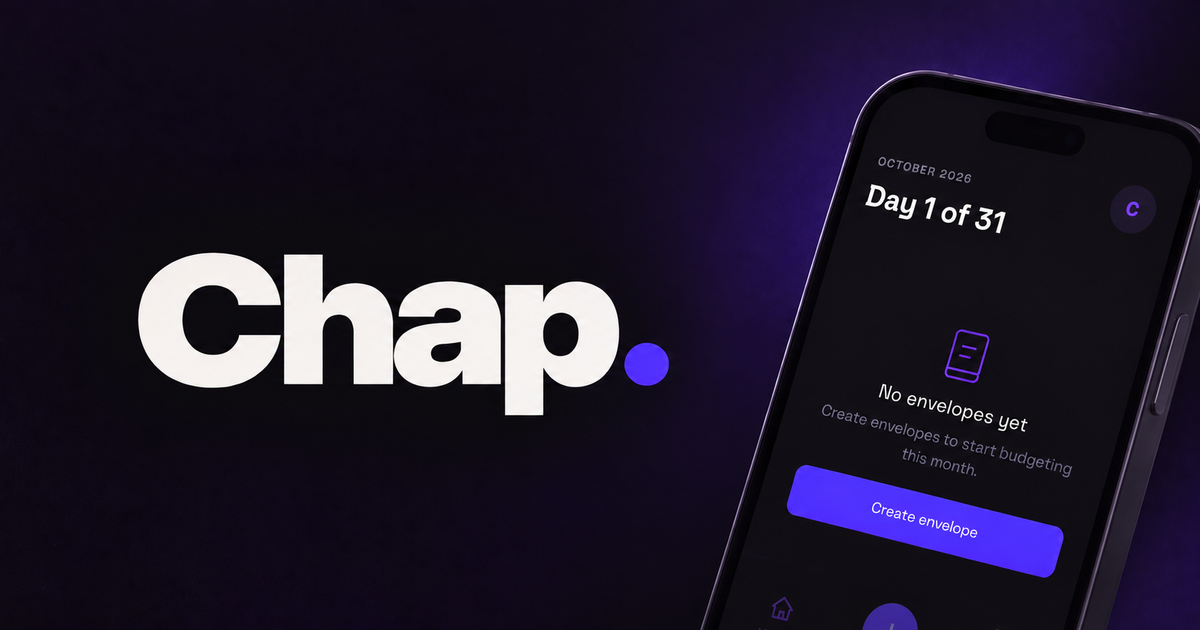 Chap.
OCTOBER 2026
Day 1 of 31
C
No envelopes yet
Create envelopes to start budgeting
this month.
Create envelope